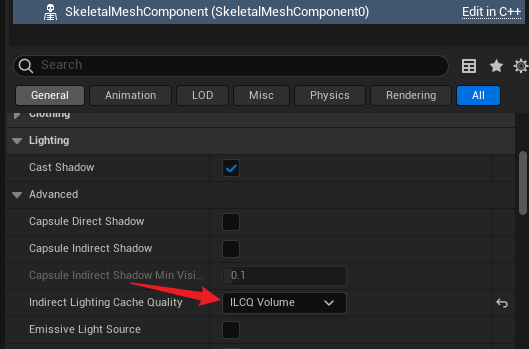 SkeletalMeshComponent (SkeletalMeshComponent0) Edit in C++
Search
General Animation LOD Misc Physics Rendering All
Clothing
Lighting
Cast Shadow
Advanced
Capsule Direct Shadow
Capsule Indirect Shadow
Capsule Indirect Shadow Min Visi... 0.1
Indirect Lighting Cache Quality ILCQ Volume
Emissive Light Source